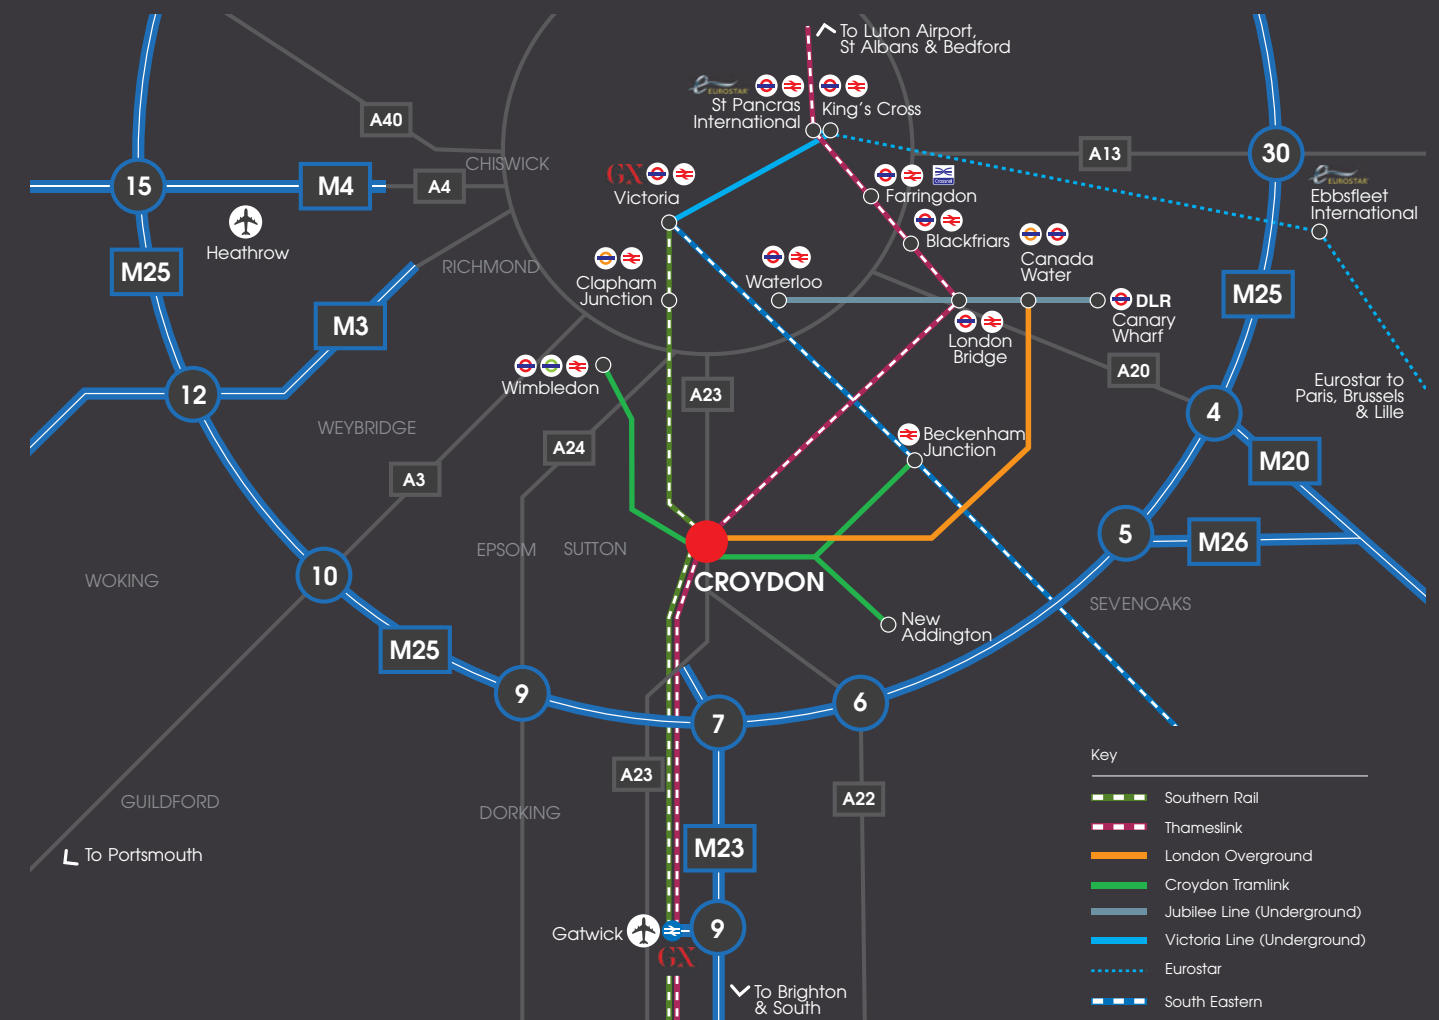 To Luton Airport,
St Albans & Bedford
EUROSTAR
St Pancras
International
King's Cross
A40
CHISWICK
A13
30
15
M4
A4
GX
Victoria
Crossrail
Farringdon
EUROSTAR
Ebbsfleet
International
Heathrow
Blackfriars
RICHMOND
M25
Clapham
Junction
Waterloo
Canada
Water
DLR
Canary
Wharf
M25
M3
London
Bridge
Wimbledon
A23
A20
Eurostar to
Paris, Brussels
& Lille
12
4
WEYBRIDGE
A24
Beckenham
Junction
M20
A3
EPSOM
SUTTON
5
M26
WOKING
10
CROYDON
SEVENOAKS
New
Addington
M25
9
7
6
A23
A22
GUILDFORD
DORKING
To Portsmouth
M23
Gatwick
9
GX
To Brighton
& South
Key
Southern Rail
Thameslink
London Overground
Croydon Tramlink
Jubilee Line (Underground)
Victoria Line (Underground)
Eurostar
South Eastern